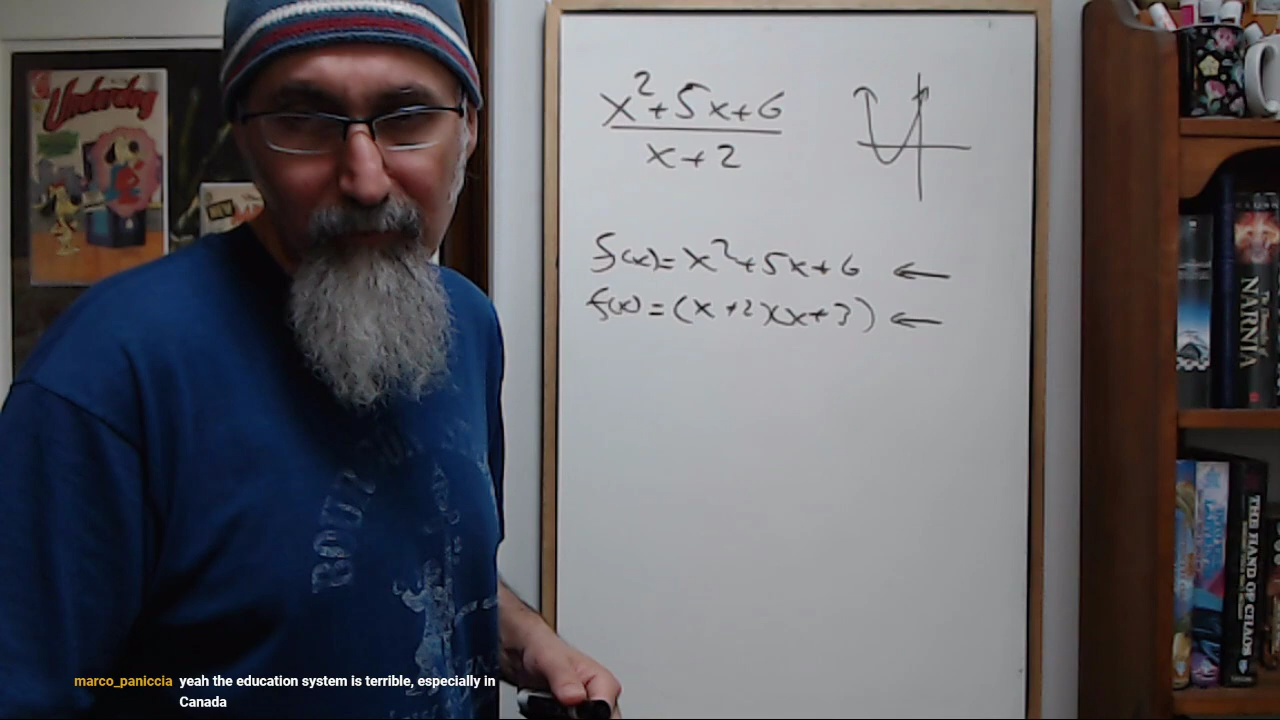 Underdog
x²+5x+6
x+2
f(x)=x²+5x+6 ←
f(x)=(x+2)(x+3) ←
NARNIA
THE HAND OF CHAOS
marco_paniccia yeah the education system is terrible, especially in
Canada